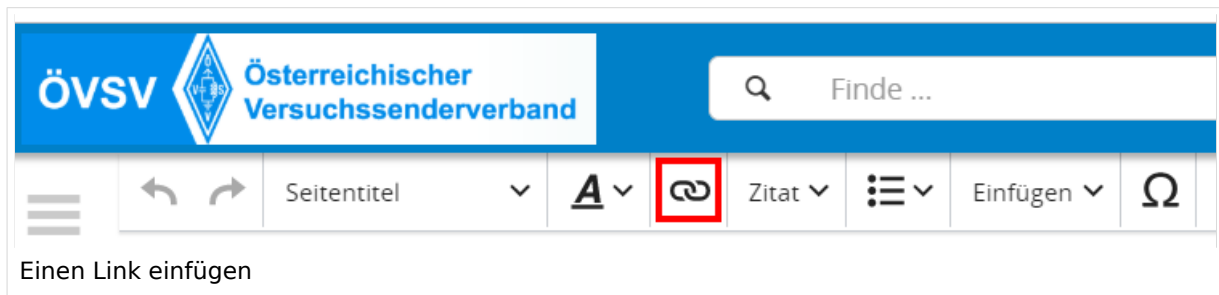 ÖVSV
Österreichischer
Versuchssenderverband
Finde ...
Seitentitel A Zitat Einfügen Ω
Einen Link einfügen